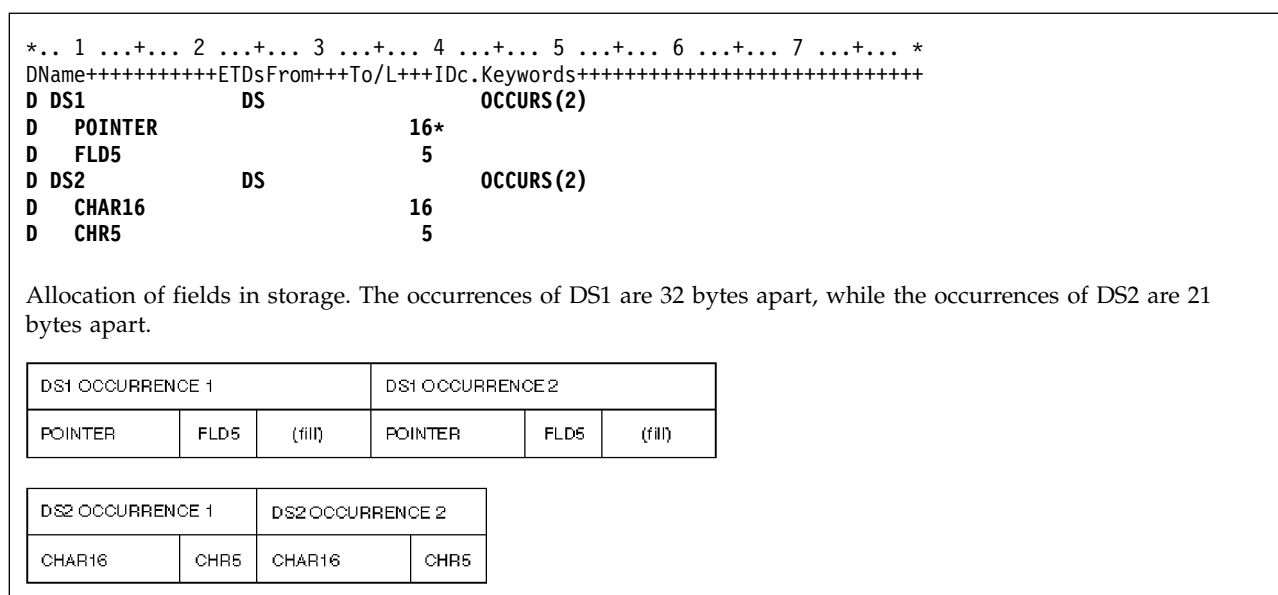 *.. 1 ...+... 2 ...+... 3 ...+... 4 ...+... 5 ...+... 6 ...+... 7 ...+... *
DName+++++++++++ETDsFrom+++To/L+++IDc.Keywords+++++++++++++++++++++++++++++
D DS1             DS                  OCCURS(2)
D   POINTER                     16*
D   FLD5                         5
D DS2             DS                  OCCURS(2)
D   CHAR16                      16
D   CHR5                         5
Allocation of fields in storage. The occurrences of DS1 are 32 bytes apart, while the occurrences of DS2 are 21
bytes apart.
DS1 OCCURRENCE 1 DS1 OCCURRENCE 2
POINTER FLD5 (fill) POINTER FLD5 (fill)
DS2 OCCURRENCE 1 DS2 OCCURRENCE 2
CHAR16 CHR5 CHAR16 CHR5